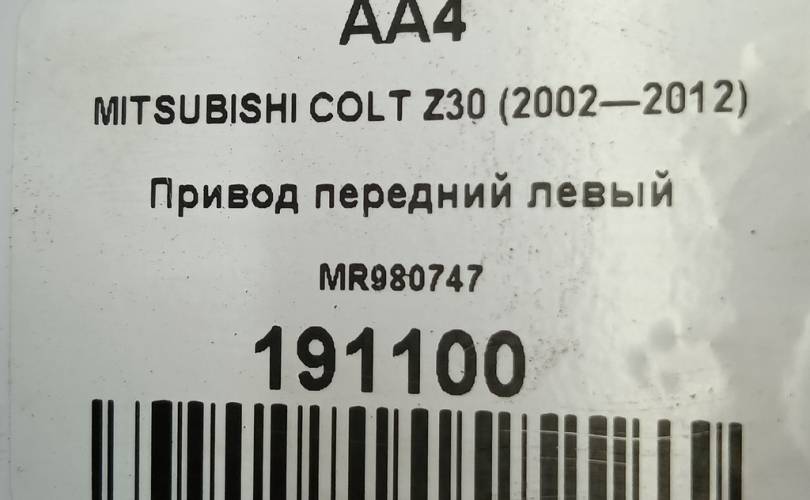 AA4
MITSUBISHI COLT Z30 (2002—2012)
Привод передний левый
MR980747
191100